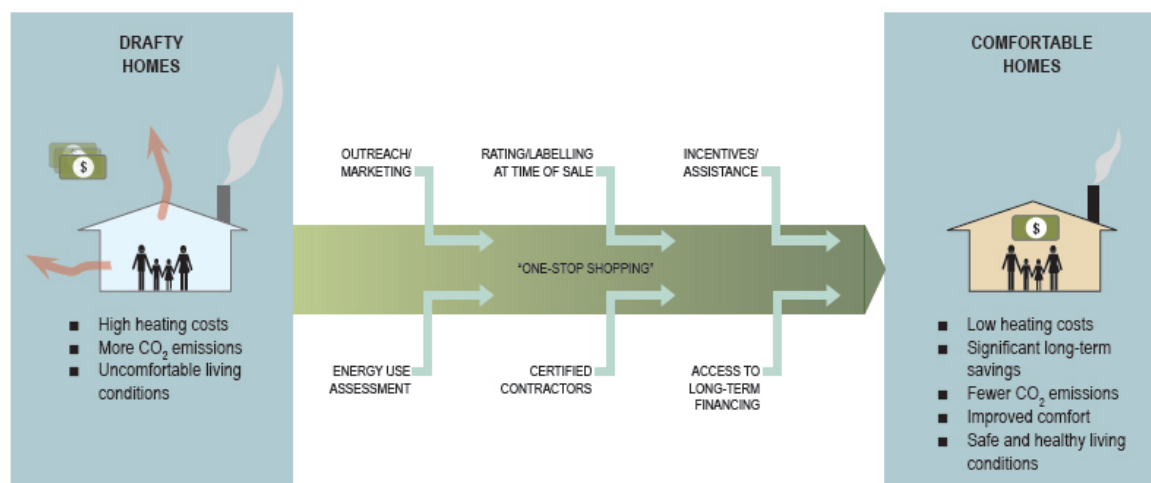 DRAFTY
HOMES
$
■ High heating costs
■ More CO₂ emissions
■ Uncomfortable living
conditions
OUTREACH/
MARKETING
RATING/LABELLING
AT TIME OF SALE
INCENTIVES/
ASSISTANCE
"ONE-STOP SHOPPING"
ENERGY USE
ASSESSMENT
CERTIFIED
CONTRACTORS
ACCESS TO
LONG-TERM
FINANCING
COMFORTABLE
HOMES
$
■ Low heating costs
■ Significant long-term
savings
■ Fewer CO₂ emissions
■ Improved comfort
■ Safe and healthy living
conditions